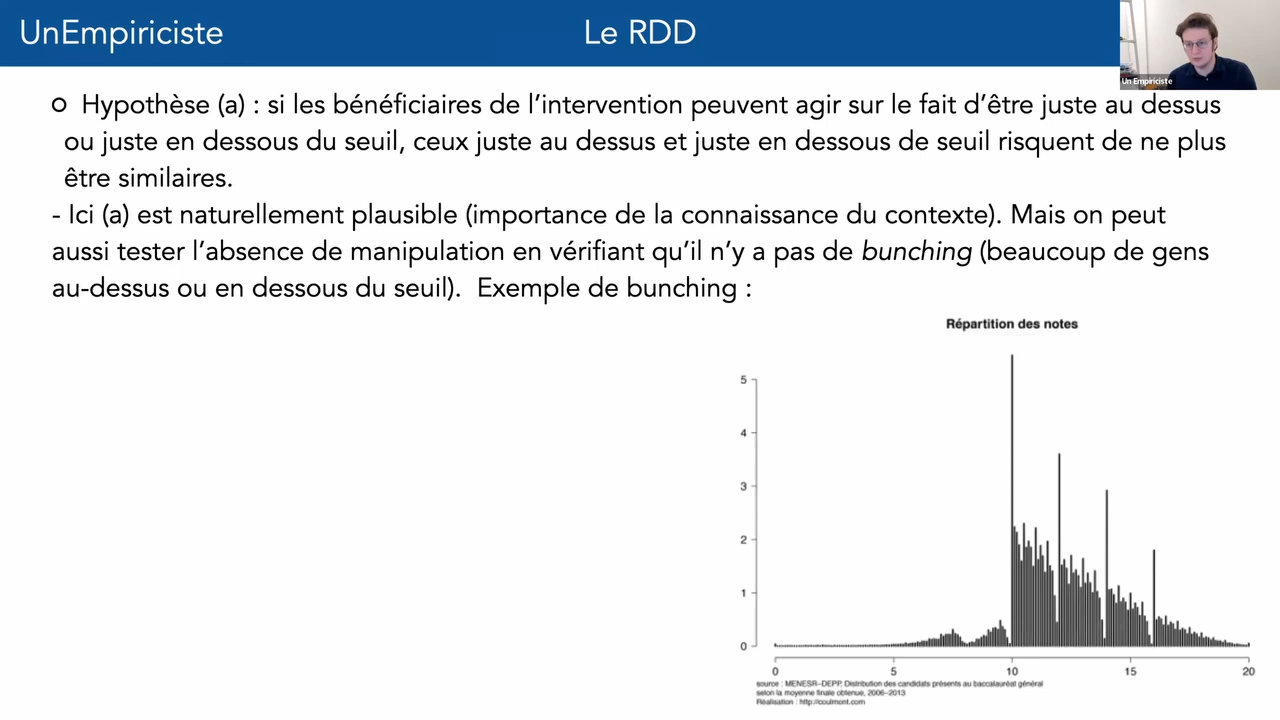 UnEmpiriciste
Le RDD
Un Empiriciste
Hypothèse (a) : si les bénéficiaires de l'intervention peuvent agir sur le fait d'être juste au dessus
ou juste en dessous du seuil, ceux juste au dessus et juste en dessous de seuil risquent de ne plus
être similaires.
- Ici (a) est naturellement plausible (importance de la connaissance du contexte). Mais on peut
aussi tester l'absence de manipulation en vérifiant qu'il n'y a pas de bunching (beaucoup de gens
au-dessus ou en dessous du seuil). Exemple de bunching :
Répartition des notes
5
4
3
2
1
0
0 5 10 15 20
source : MENESR-DEPP, Distribution des candidats présents au baccalauréat général
selon la moyenne finale obtenue, 2006-2013
Réalisation : http://coulmont.com